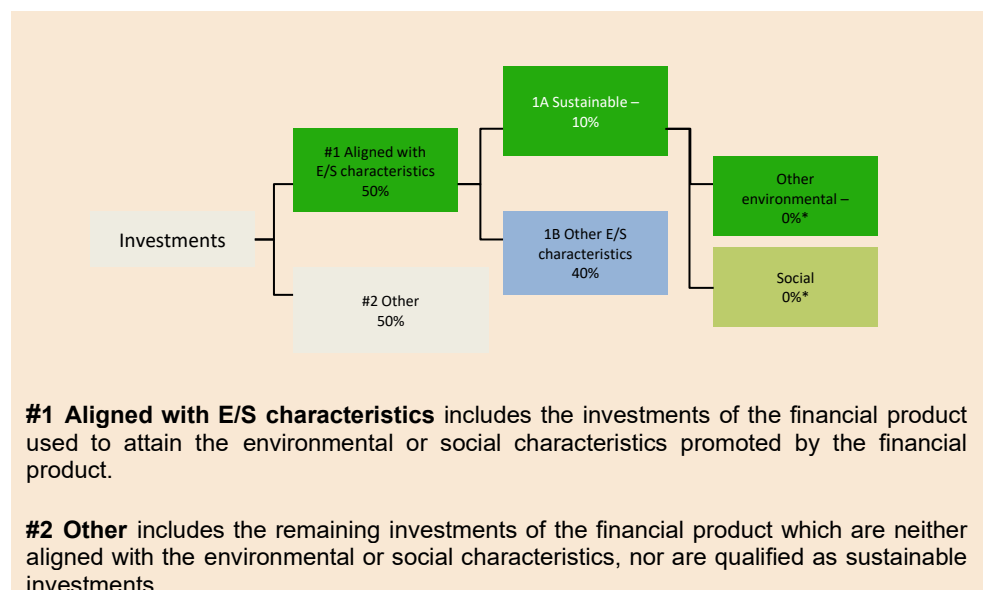 1A Sustainable –
10%
#1 Aligned with
E/S characteristics
50%
Other
environmental –
0%*
Investments
1B Other E/S
characteristics
40%
#2 Other
50%
Social
0%*
#1 Aligned with E/S characteristics includes the investments of the financial product
used to attain the environmental or social characteristics promoted by the financial
product.
#2 Other includes the remaining investments of the financial product which are neither
aligned with the environmental or social characteristics, nor are qualified as sustainable
investments